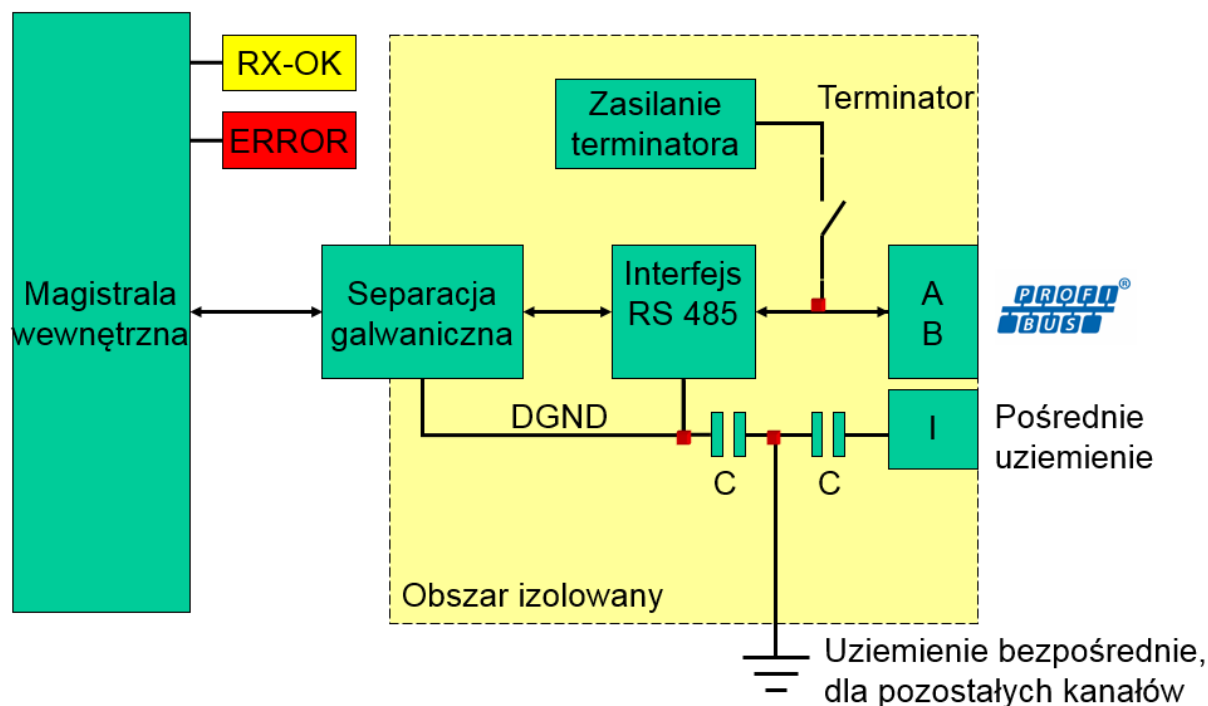 RX-OK
ERROR
Magistrala
wewnętrzna
Zasilanie
terminatora
Terminator
Separacja
galwaniczna
Interfejs
RS 485
A
B
PROFI®
BUS
DGND
C
C
I
Pośrednie
uziemienie
Obszar izolowany
Uziemienie bezpośrednie,
dla pozostałych kanałów